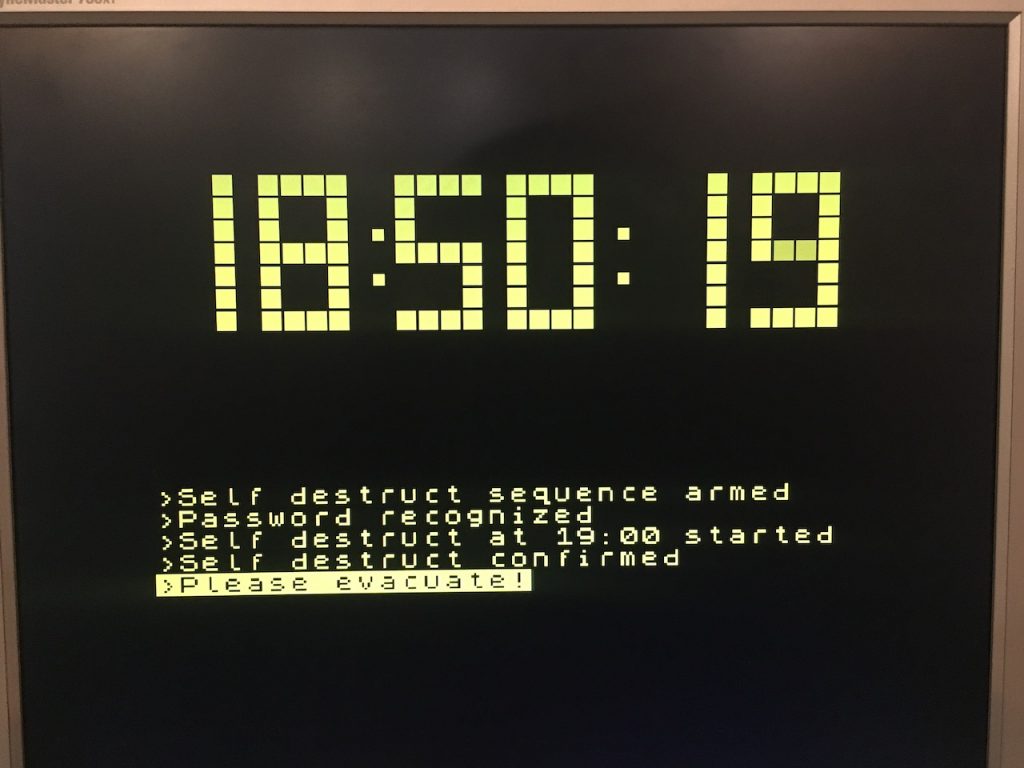 18:50:19
>Self destruct sequence armed
>Password recognized
>Self destruct at 19:00 started
>Self destruct confirmed
>Please evacuate!